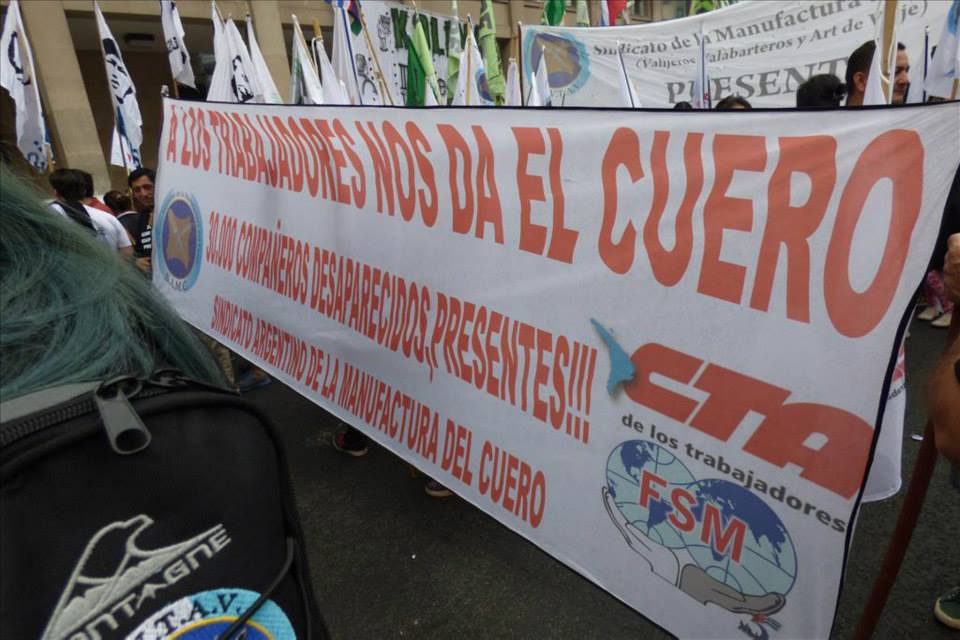 Sindicato de la Manufactura
(Valijeros Talabarteros y Art de Viaje)
PRESENTE
A LOS TRABAJADORES NOS DA EL CUERO
30.000 COMPAÑEROS DESAPARECIDOS, PRESENTES!!!
SINDICATO ARGENTINO DE LA MANUFACTURA DEL CUERO
S.A.M.C
CTA
de los trabajadores
FSM
MONTAGNE
T.A.V.